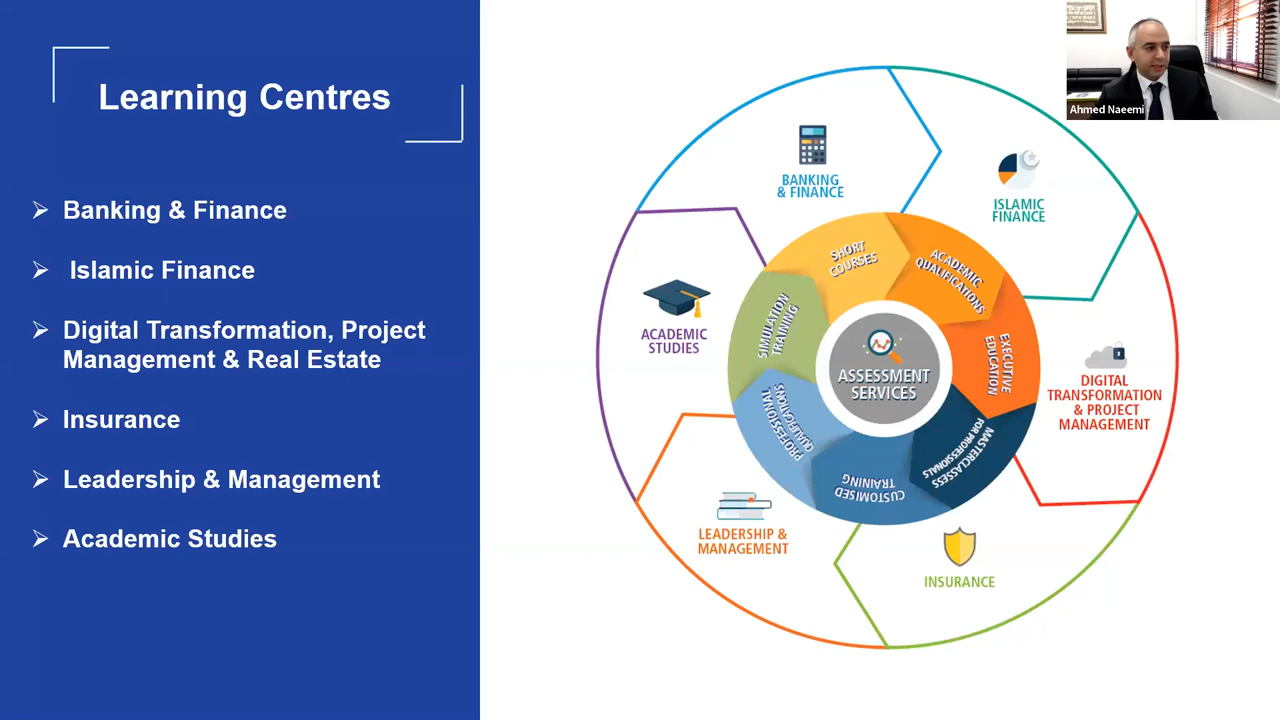 Learning Centres
➢ Banking & Finance
➢ Islamic Finance
➢ Digital Transformation, Project
Management & Real Estate
➢ Insurance
➢ Leadership & Management
➢ Academic Studies
BANKING
& FINANCE
ISLAMIC
FINANCE
DIGITAL
TRANSFORMATION
& PROJECT
MANAGEMENT
INSURANCE
LEADERSHIP &
MANAGEMENT
ACADEMIC
STUDIES
SHORT
COURSES
ACADEMIC
QUALIFICATIONS
EXECUTIVE
EDUCATION
MASTERCLASSESS
FOR PROFESSIONALS
CUSTOMISED
TRAINING
PROFESSIONAL
QUALIFICATIONS
SIMULATION
TRAINING
ASSESSMENT
SERVICES
Ahmed Naeemi